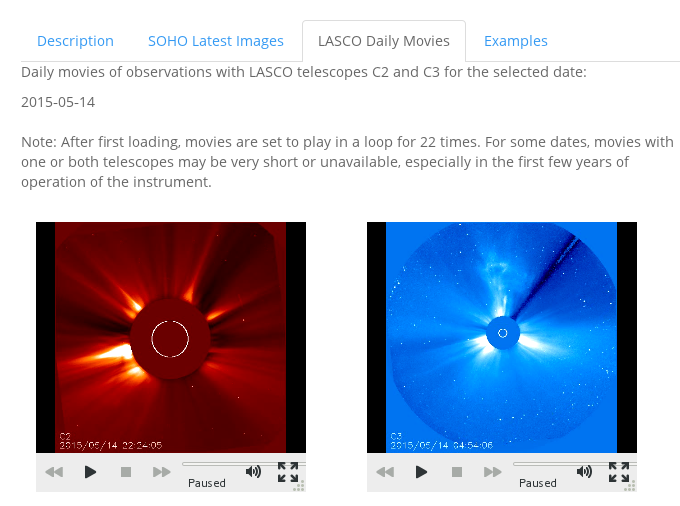 Description SOHO Latest Images LASCO Daily Movies Examples
Daily movies of observations with LASCO telescopes C2 and C3 for the selected date:
2015-05-14
Note: After first loading, movies are set to play in a loop for 22 times. For some dates, movies with
one or both telescopes may be very short or unavailable, especially in the first few years of
operation of the instrument.
C2
2015/05/14 22:24:05
C3
2015/05/14 04:54:06
Paused
Paused